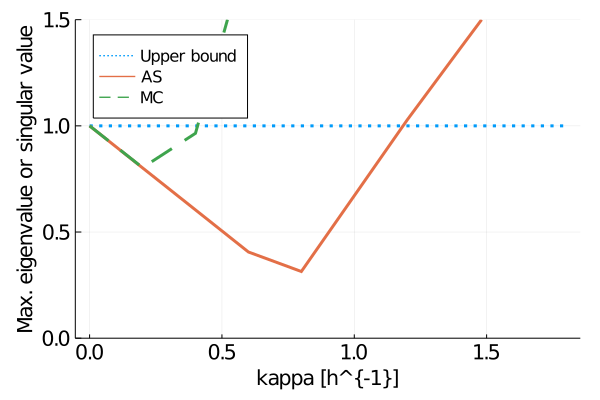 Max. eigenvalue or singular value
1.5
1.0
0.5
0.0
Upper bound
AS
MC
0.0 0.5 1.0 1.5
kappa [h^{-1}]